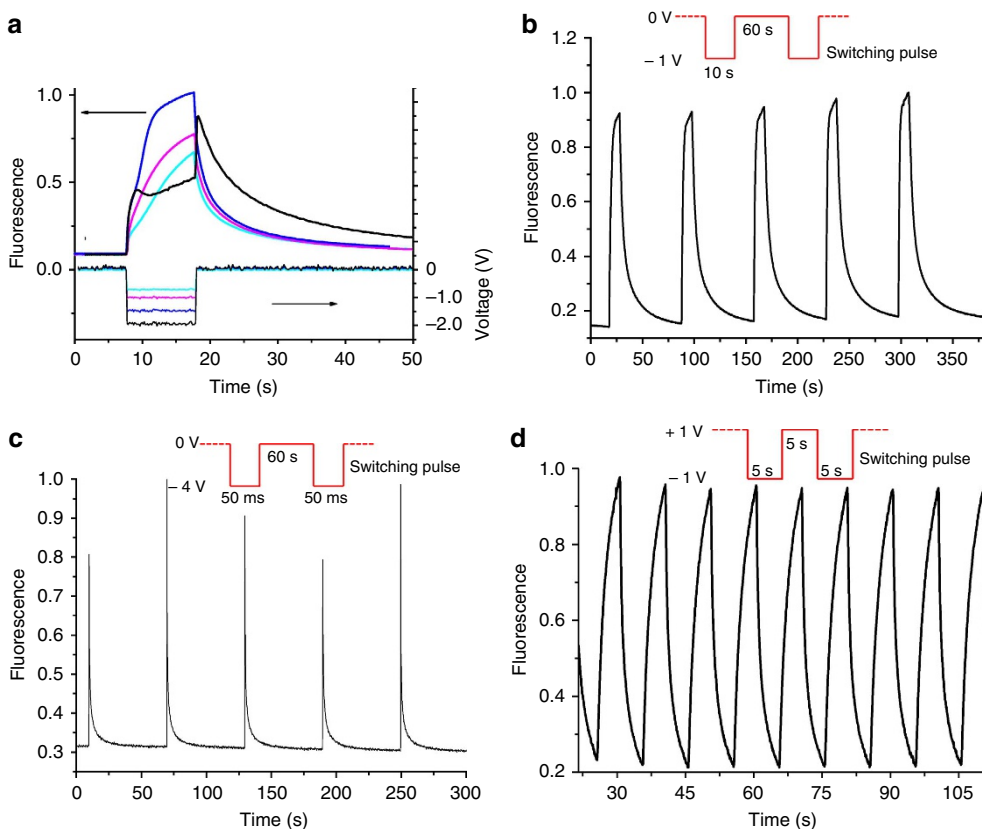 a
1.0
0.5
0.0
Fluorescence
0
−1.0
−2.0
Voltage (V)
0 10 20 30 40 50
Time (s)
b
0 V
60 s
− 1 V
10 s
Switching pulse
1.2
1.0
0.8
0.6
0.4
0.2
Fluorescence
0 50 100 150 200 250 300 350
Time (s)
c
0 V
60 s
− 4 V
50 ms 50 ms
Switching pulse
1.0
0.9
0.8
0.7
0.6
0.5
0.4
0.3
Fluorescence
0 50 100 150 200 250 300
Time (s)
d
+ 1 V
5 s
− 1 V
5 s 5 s
Switching pulse
1.0
0.8
0.6
0.4
0.2
Fluorescence
30 45 60 75 90 105
Time (s)